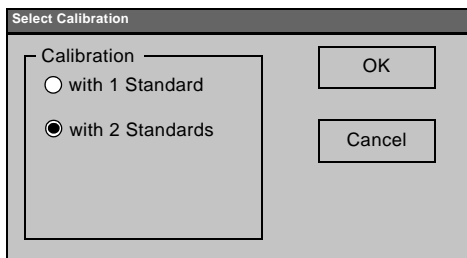 Select Calibration
Calibration
with 1 Standard
with 2 Standards
OK
Cancel